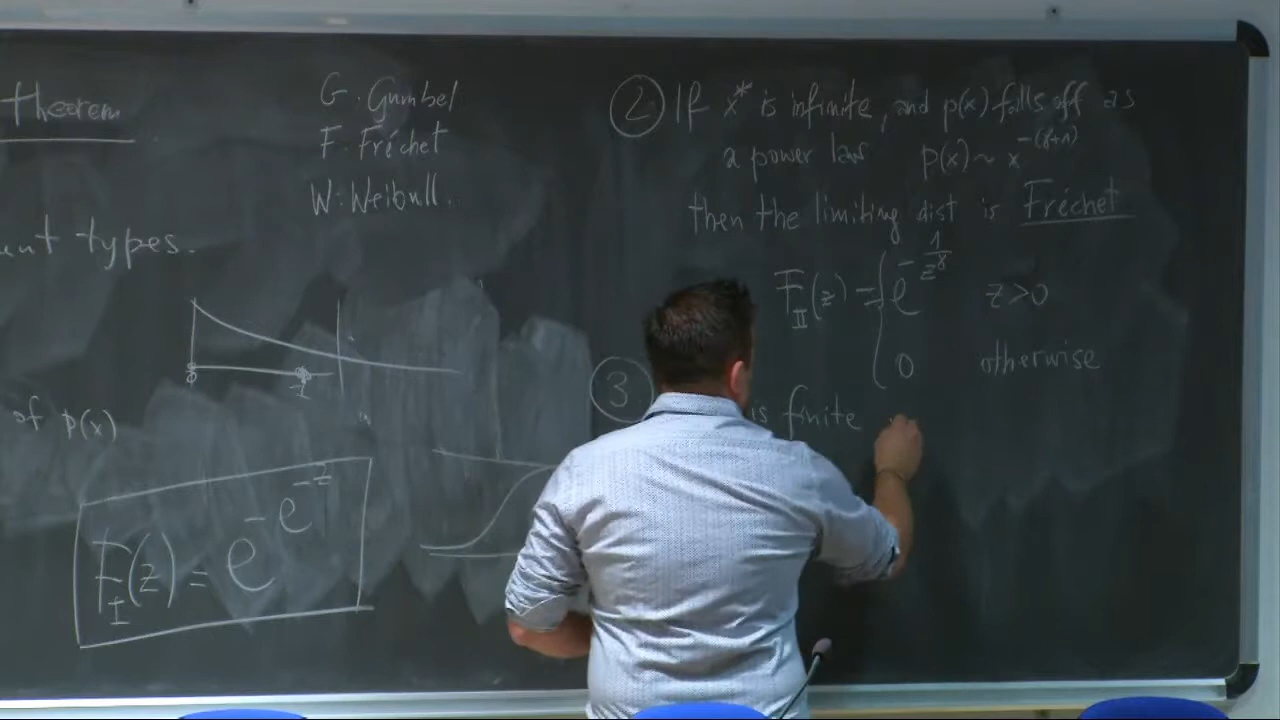 theorem
G. Gumbel
F. Fréchet
W: Weibull.
types.
of p(x)
F_I(z) = e^{-e^{-z}}
② If x* is infinite, and p(x) falls off as
a power law p(x) ~ x^{-(γ+1)}
then the limiting dist is Fréchet
F_II(z) = { e^{-1/z^γ} z>0
0 otherwise
③ is finite